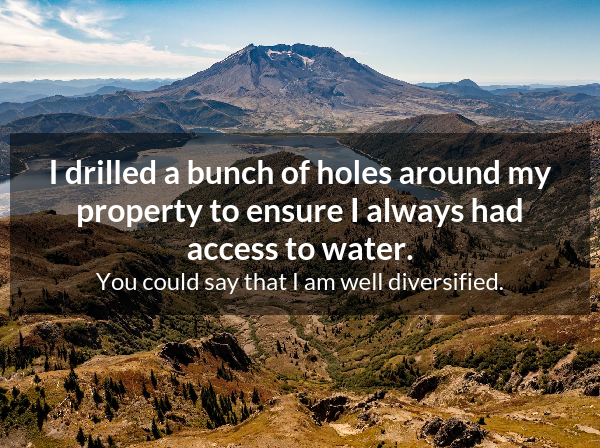 I drilled a bunch of holes around my
property to ensure I always had
access to water.
You could say that I am well diversified.